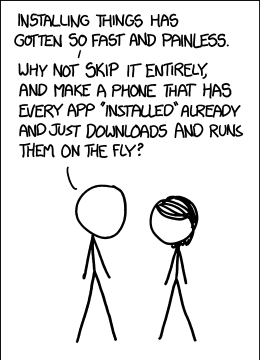 INSTALLING THINGS HAS
GOTTEN SO FAST AND PAINLESS.
WHY NOT SKIP IT ENTIRELY,
AND MAKE A PHONE THAT HAS
EVERY APP "INSTALLED" ALREADY
AND JUST DOWNLOADS AND RUNS
THEM ON THE FLY?